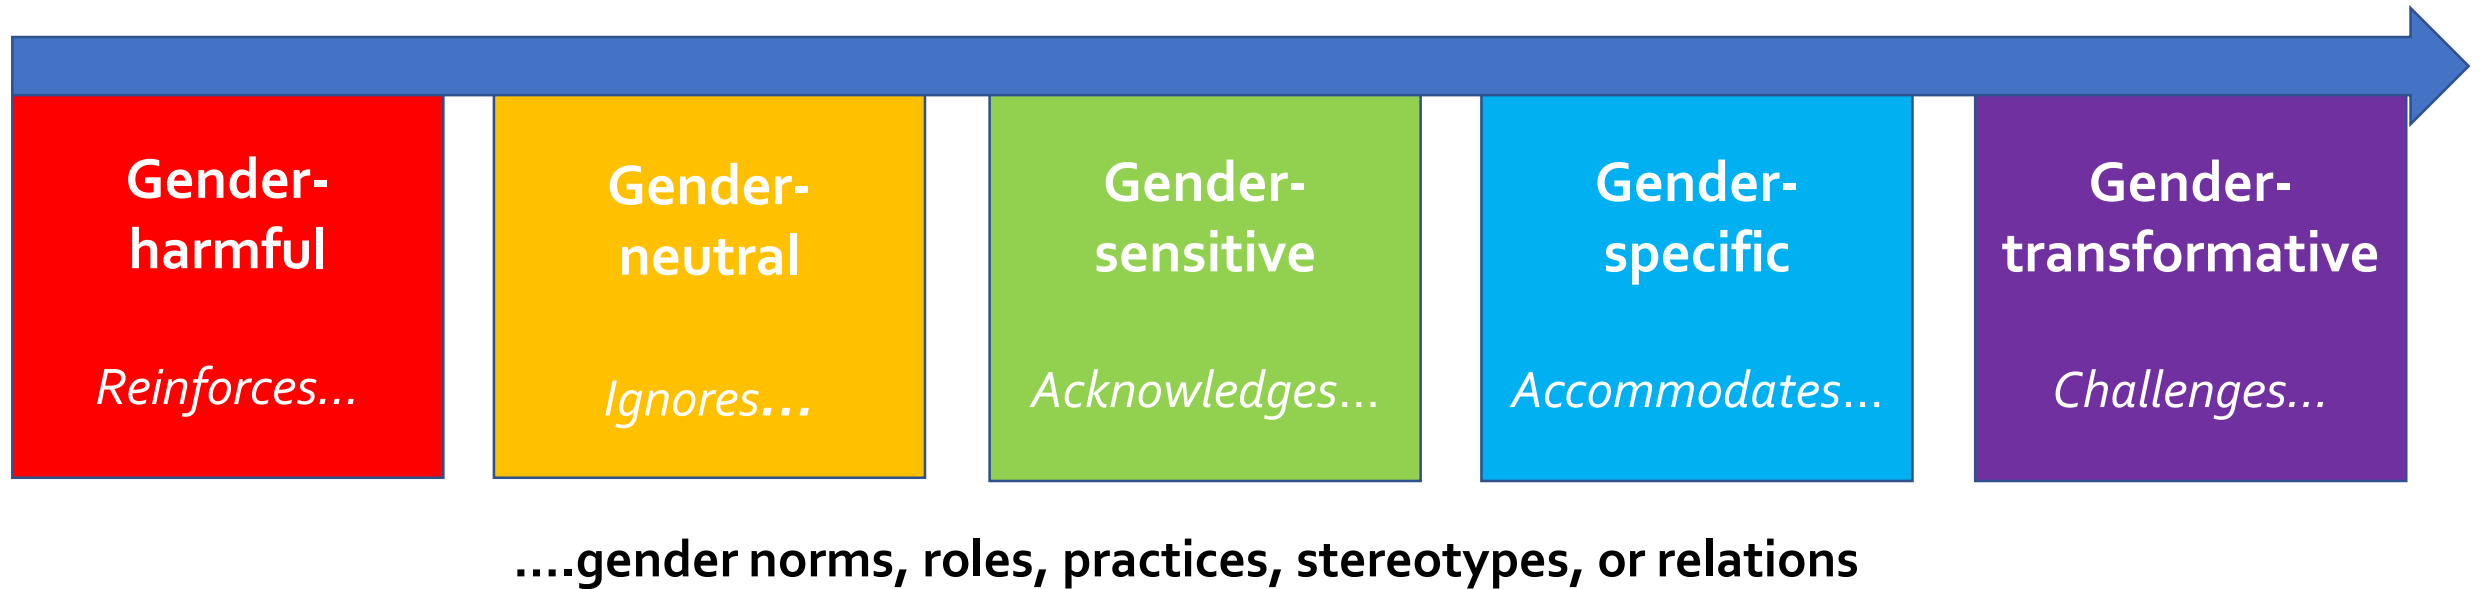 Gender-
harmful
Reinforces...
Gender-
neutral
Ignores...
Gender-
sensitive
Acknowledges...
Gender-
specific
Accommodates...
Gender-
transformative
Challenges...
....gender norms, roles, practices, stereotypes, or relations